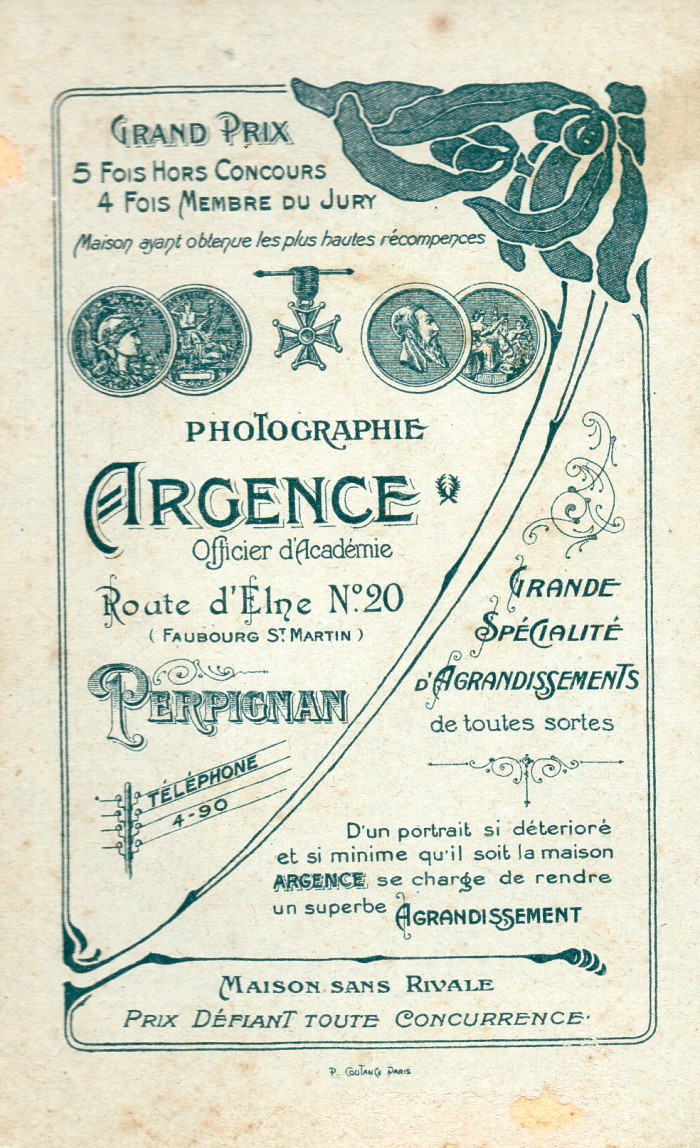 GRAND PRIX
5 FOIS HORS CONCOURS
4 FOIS MEMBRE DU JURY
Maison ayant obtenue les plus hautes récompences
PHOTOGRAPHIE
ARGENCE
Officier d'Académie
Route d'Elne N.º 20
( FAUBOURG ST. MARTIN )
PERPIGNAN
TÉLÉPHONE
4-90
GRANDE
SPÉCIALITÉ
d'AGRANDISSEMENTS
de toutes sortes
D'un portrait si déterioré
et si minime qu'il soit la maison
ARGENCE se charge de rendre
un superbe AGRANDISSEMENT
MAISON SANS RIVALE
PRIX DÉFIANT TOUTE CONCURRENCE.
P. COUTANCE PARIS